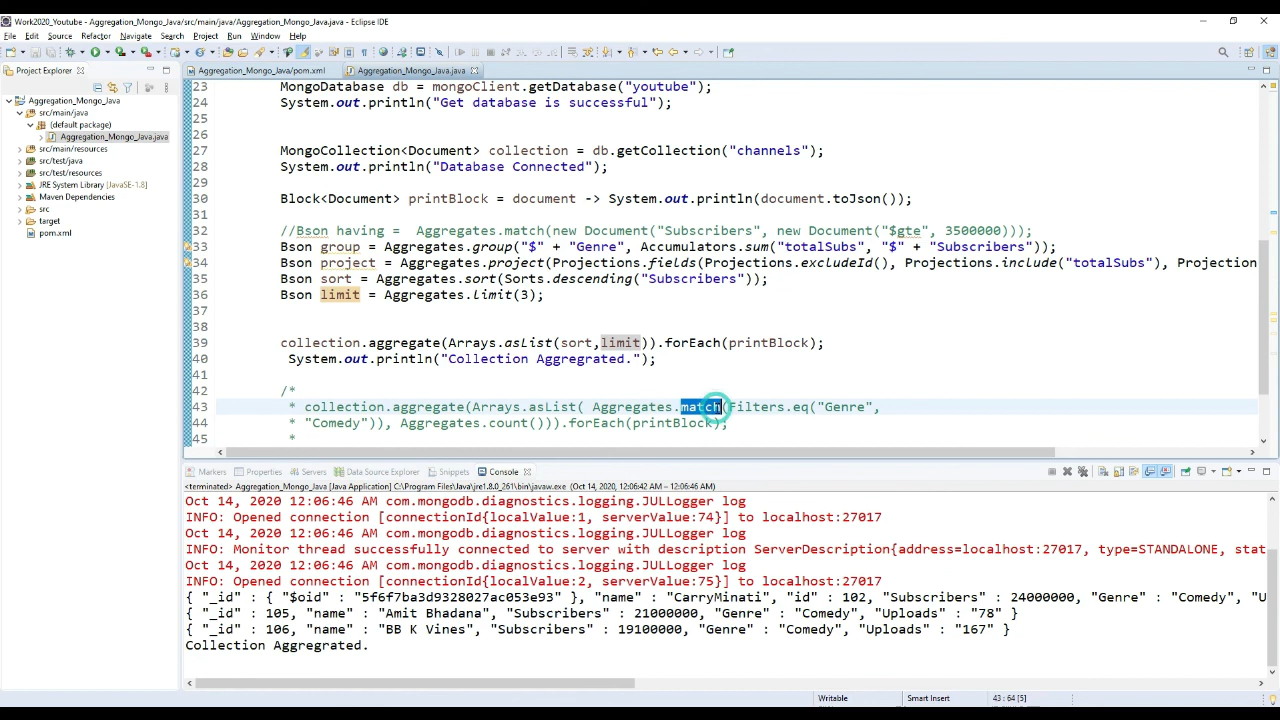 Work2020_Youtube - Aggregation_Mongo_Java/src/main/java/Aggregation_Mongo_Java.java - Eclipse IDE
File Edit Source Refactor Navigate Search Project Run Window Help
Project Explorer
Aggregation_Mongo_Java/pom.xml
Aggregation_Mongo_Java.java
Aggregation_Mongo_Java
src/main/java
(default package)
Aggregation_Mongo_Java.java
src/main/resources
src/test/java
src/test/resources
JRE System Library [JavaSE-1.8]
Maven Dependencies
src
target
pom.xml
23 MongoDatabase db = mongoClient.getDatabase("youtube");
24 System.out.println("Get database is successful");
25
26
27 MongoCollection<Document> collection = db.getCollection("channels");
28 System.out.println("Database Connected");
29
30 Block<Document> printBlock = document -> System.out.println(document.toJson());
31
32 //Bson having = Aggregates.match(new Document("Subscribers", new Document("$gte", 3500000)));
33 Bson group = Aggregates.group("$" + "Genre", Accumulators.sum("totalSubs", "$" + "Subscribers"));
34 Bson project = Aggregates.project(Projections.fields(Projections.excludeId(), Projections.include("totalSubs"), Projection
35 Bson sort = Aggregates.sort(Sorts.descending("Subscribers"));
36 Bson limit = Aggregates.limit(3);
37
38
39 collection.aggregate(Arrays.asList(sort,limit)).forEach(printBlock);
40 System.out.println("Collection Aggregrated.");
41
42 /*
43 * collection.aggregate(Arrays.asList( Aggregates.match(Filters.eq("Genre",
44 * "Comedy")), Aggregates.count())).forEach(printBlock);
45 *
Markers Properties Servers Data Source Explorer Snippets Console
<terminated> Aggregation_Mongo_Java [Java Application] C:\Program Files\Java\jre1.8.0_261\bin\javaw.exe (Oct 14, 2020 12:06:42 AM – 12:06:46 AM)
Oct 14, 2020 12:06:46 AM com.mongodb.diagnostics.logging.JULLogger log
INFO: Opened connection [connectionId{localValue:1, serverValue:74}] to localhost:27017
Oct 14, 2020 12:06:46 AM com.mongodb.diagnostics.logging.JULLogger log
INFO: Monitor thread successfully connected to server with description ServerDescription{address=localhost:27017, type=STANDALONE, stat
Oct 14, 2020 12:06:46 AM com.mongodb.diagnostics.logging.JULLogger log
INFO: Opened connection [connectionId{localValue:2, serverValue:75}] to localhost:27017
{ "_id" : { "$oid" : "5f6f7ba3d9328027ac053e93" }, "name" : "CarryMinati", "id" : 102, "Subscribers" : 24000000, "Genre" : "Comedy", "U
{ "_id" : 105, "name" : "Amit Bhadana", "Subscribers" : 21000000, "Genre" : "Comedy", "Uploads" : "78" }
{ "_id" : 106, "name" : "BB K Vines", "Subscribers" : 19100000, "Genre" : "Comedy", "Uploads" : "167" }
Collection Aggregrated.
Writable Smart Insert 43 : 64 [5]